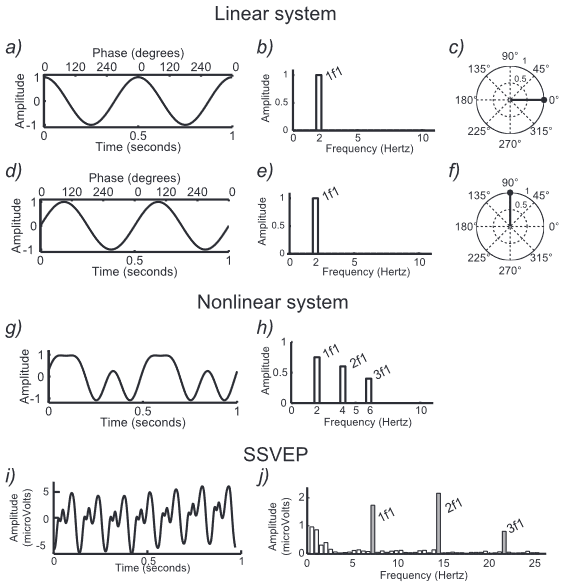 Linear system
a)
Phase (degrees)
0 120 240 0 120 240 0
Amplitude
1
0
-1
0 0.5 1
Time (seconds)
b)
Amplitude
1
0.5
0
1f1
0 2 5 10
Frequency (Hertz)
c)
90°
135° 45°
1
0.5
180° 0°
225° 315°
270°
d)
Phase (degrees)
0 120 240 0 120 240 0
Amplitude
1
0
-1
0 0.5 1
Time (seconds)
e)
Amplitude
1
0.5
0
1f1
0 2 5 10
Frequency (Hertz)
f)
90°
135° 45°
1
0.5
180° 0°
225° 315°
270°
Nonlinear system
g)
Amplitude
1
0
-1
0 0.5 1
Time (seconds)
h)
Amplitude
1
0.5
0
1f1
2f1
3f1
0 2 4 5 6 10
Frequency (Hertz)
SSVEP
i)
Amplitude
(microVolts)
5
0
-5
0 0.5 1
Time (seconds)
j)
Amplitude
(microVolts)
2
1
0
1f1
2f1
3f1
0 5 10 15 20 25
Frequency (Hertz)